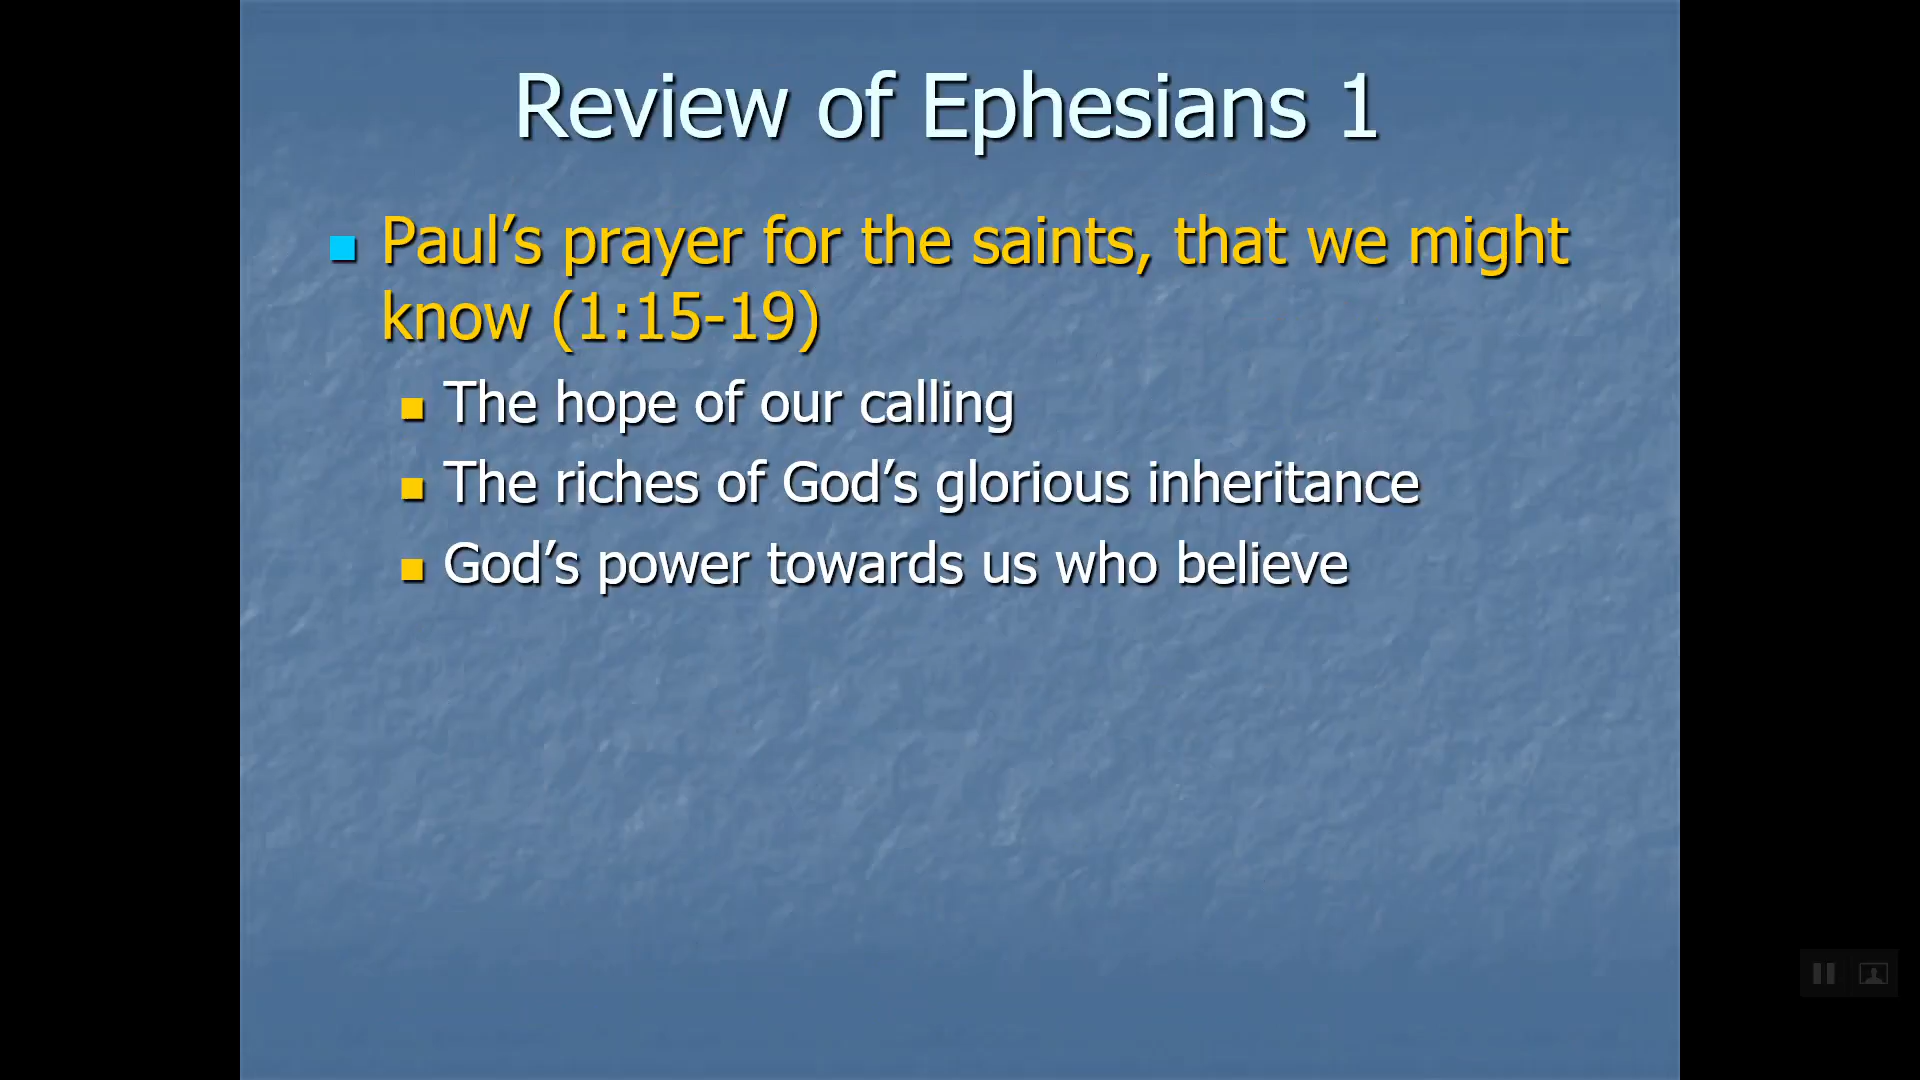 Review of Ephesians 1
Paul’s prayer for the saints, that we might
know (1:15-19)
The hope of our calling
The riches of God’s glorious inheritance
God’s power towards us who believe